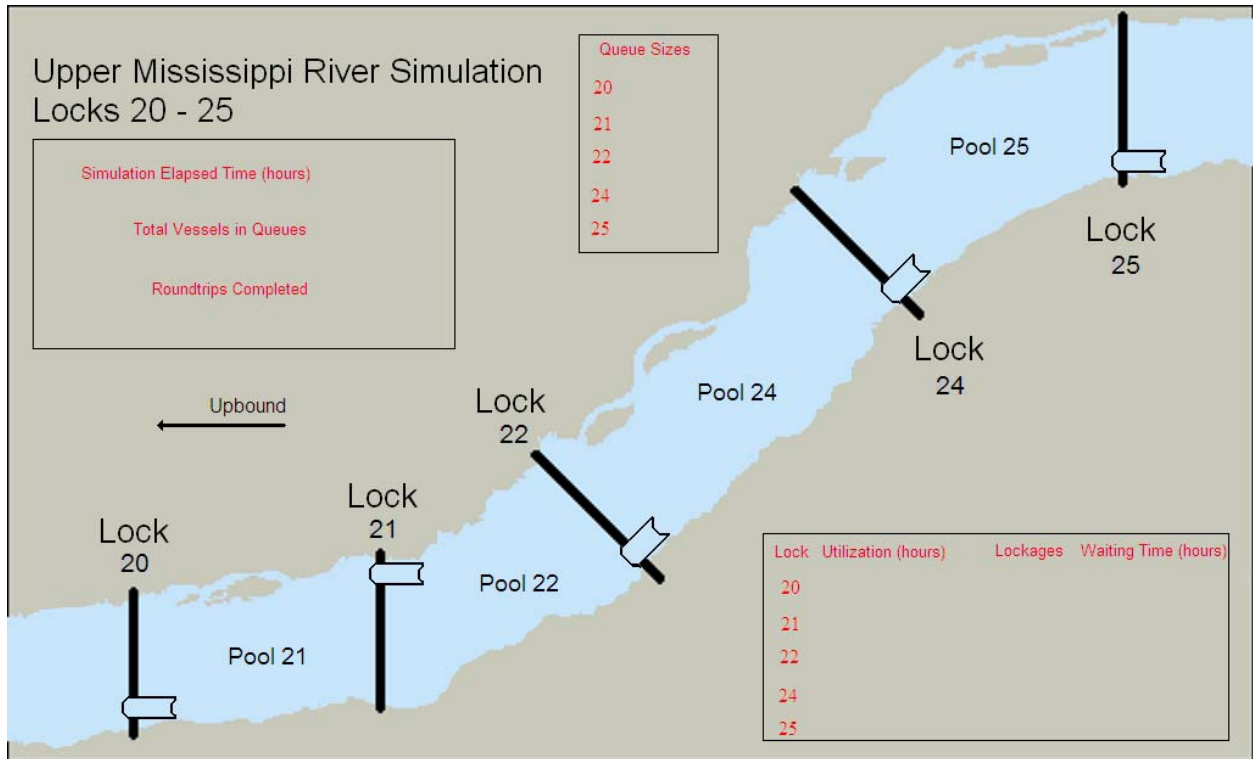 Upper Mississippi River Simulation
Locks 20 - 25
Simulation Elapsed Time (hours)
Total Vessels in Queues
Roundtrips Completed
Queue Sizes
20
21
22
24
25
Pool 25
Lock
25
Lock
24
Pool 24
Upbound
Lock
22
Lock
21
Lock
20
Pool 22
Pool 21
Lock Utilization (hours) Lockages Waiting Time (hours)
20
21
22
24
25